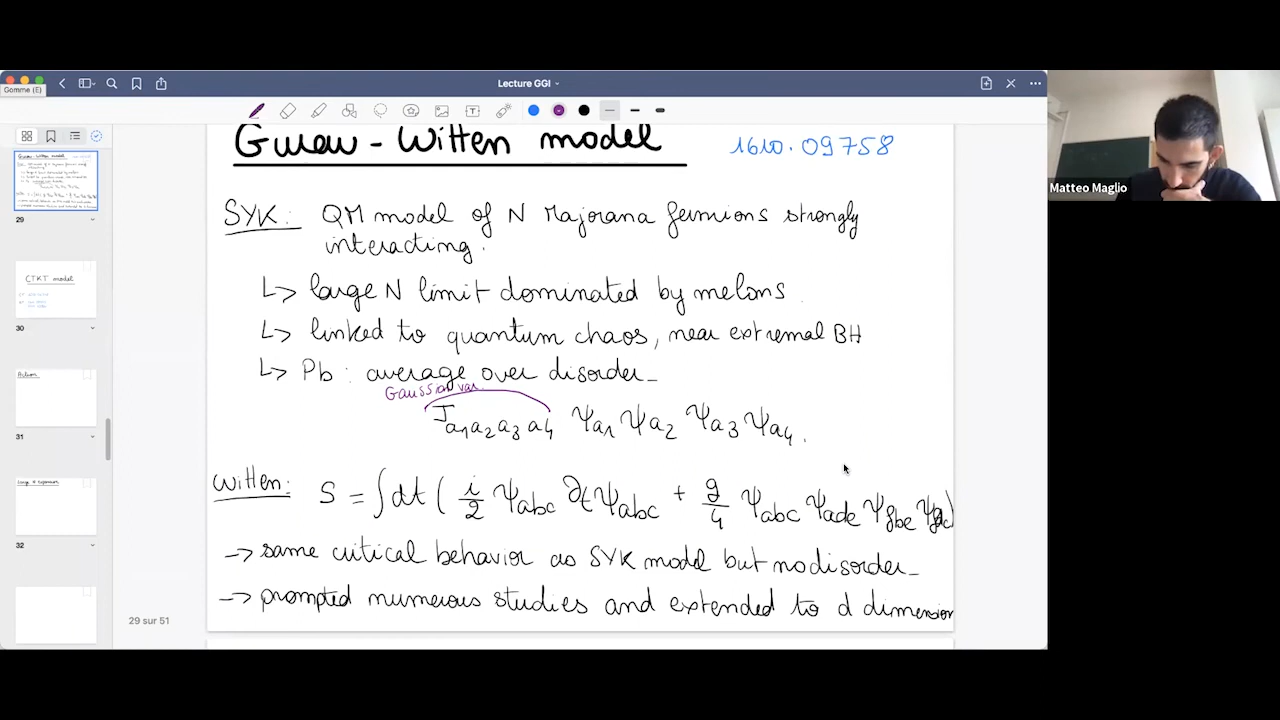 Lecture GGI
Gomme (E)
Gurau - Witten model 1610.09758
SYK: QM model of N Majorana fermions strongly
interacting.
↳ large N limit dominated by melons.
↳ linked to quantum chaos, near extremal BH
↳ Pb: average over disorder_
Gaussian var.
J_{a1a2a3a4} ψ_{a1} ψ_{a2} ψ_{a3} ψ_{a4}.
Witten: S = ∫dt ( i/2 ψ_{abc} ∂_t ψ_{abc} + g/4 ψ_{abc} ψ_{ade} ψ_{fbe} ψ_{fdc})
→ same critical behavior as SYK model but no disorder_
→ prompted numerous studies and extended to d dimension
29 sur 51
29
CTKT model
30
Action
31
Large N expansion
32
Matteo Maglio